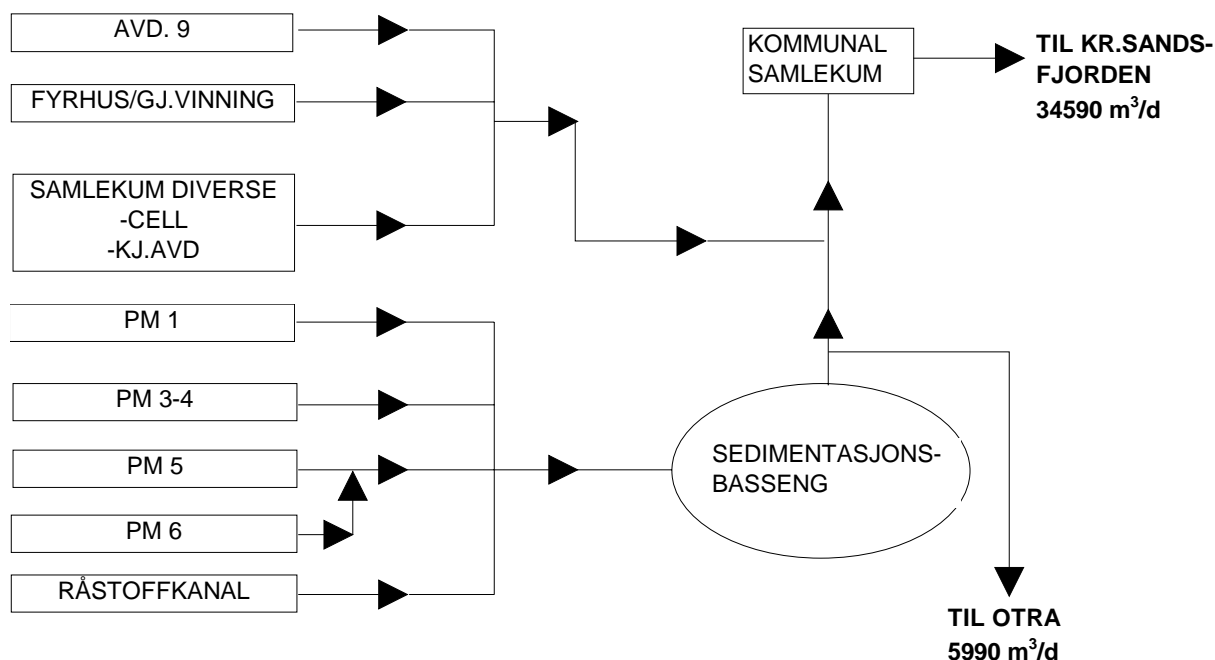 AVD. 9
FYRHUS/GJ.VINNING
SAMLEKUM DIVERSE
-CELL
-KJ.AVD
PM 1
PM 3-4
PM 5
PM 6
RÅSTOFFKANAL
KOMMUNAL
SAMLEKUM
TIL KR.SANDS-
FJORDEN
34590 m³/d
SEDIMENTASJONS-
BASSENG
TIL OTRA
5990 m³/d